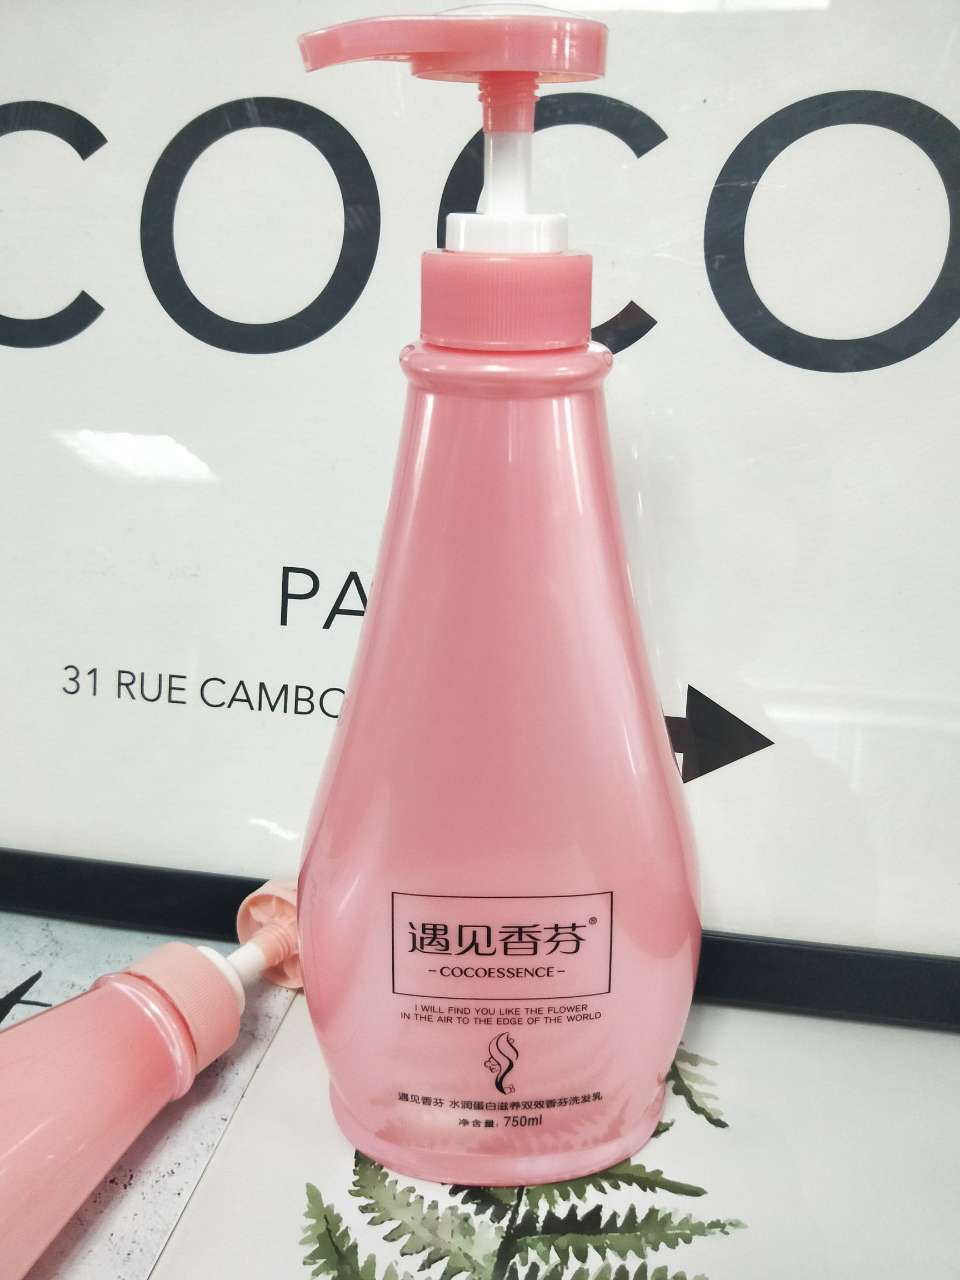 COCO
PA
31 RUE CAMBO
遇见香芬®
-COCOESSENCE-
I WILL FIND YOU LIKE THE FLOWER
IN THE AIR TO THE EDGE OF THE WORLD
遇见香芬 水润蛋白滋养双效香芬洗发乳
净含量: 750ml